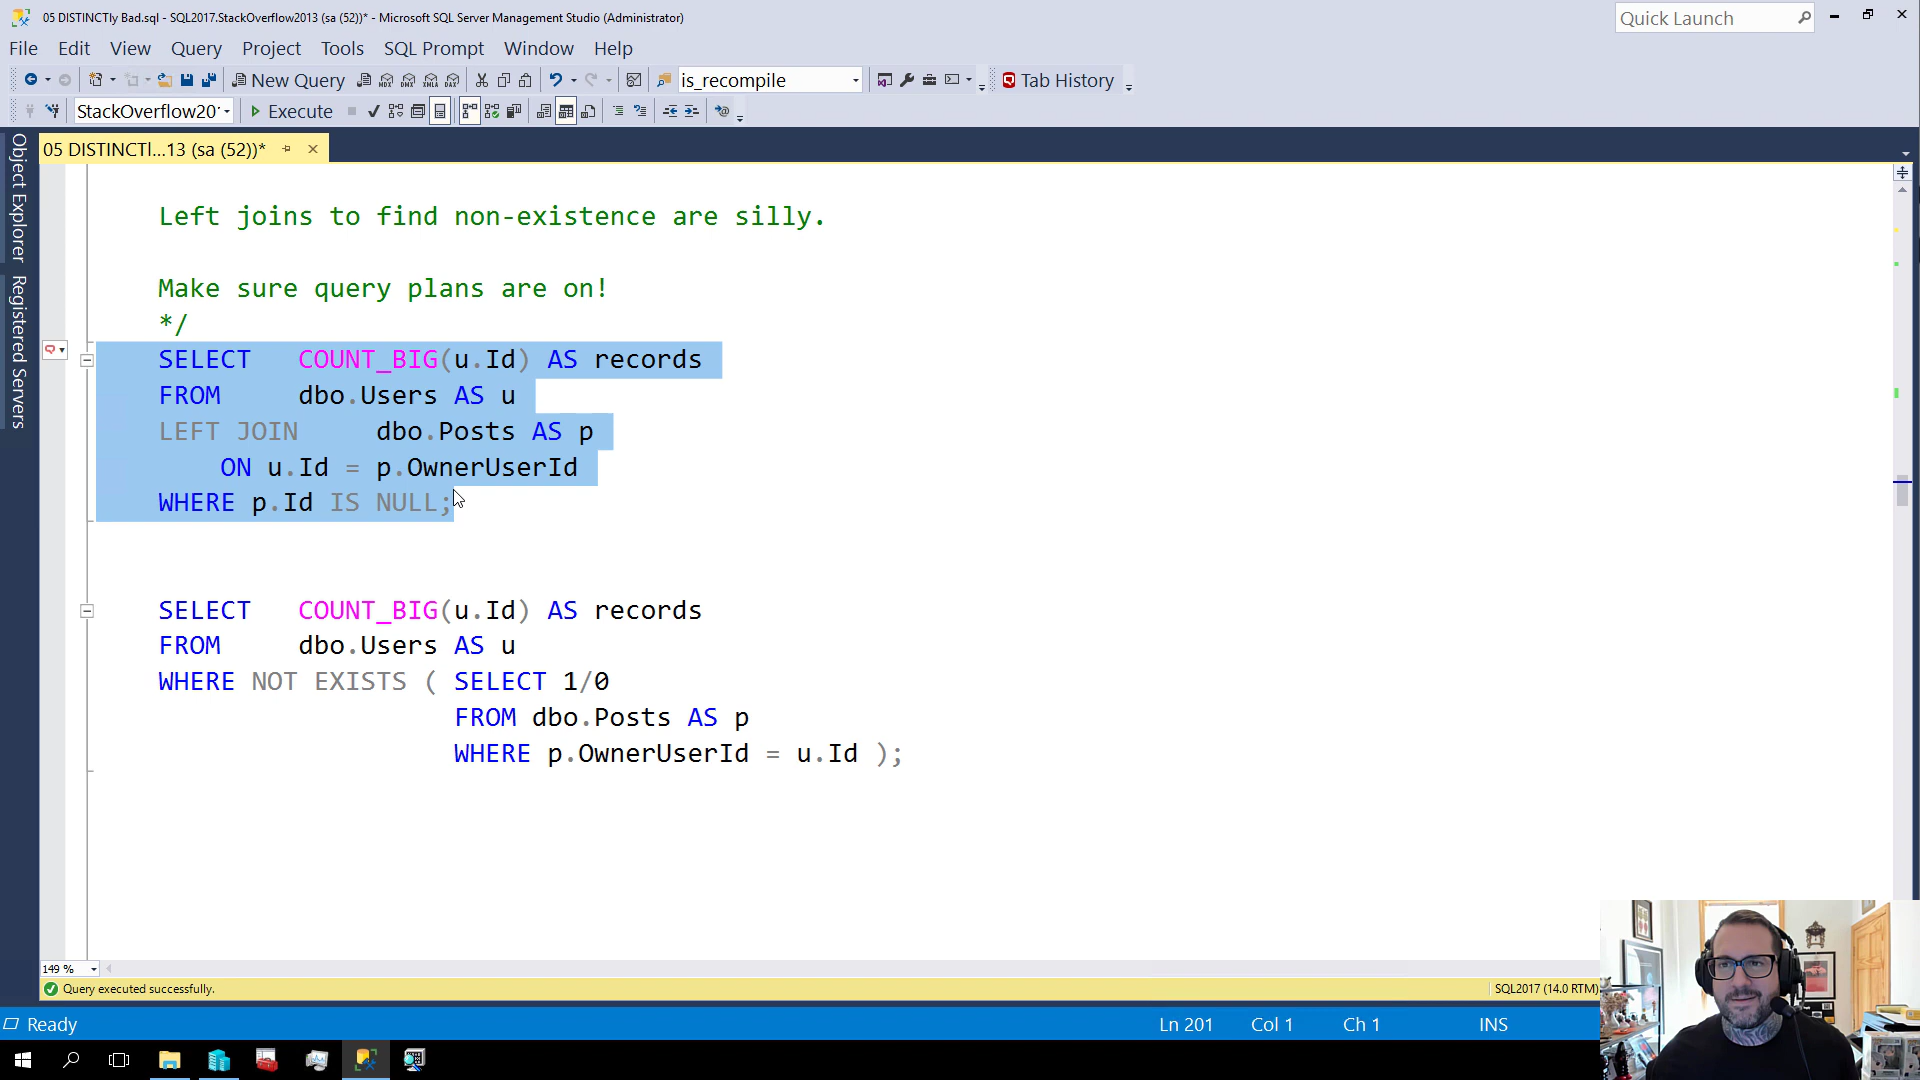 05 DISTINCTly Bad.sql - SQL2017.StackOverflow2013 (sa (52))* - Microsoft SQL Server Management Studio (Administrator)
Quick Launch
File Edit View Query Project Tools SQL Prompt Window Help
New Query
is_recompile
Tab History
StackOverflow20
Execute
05 DISTINCTl...13 (sa (52))*
Object Explorer
Registered Servers
Left joins to find non-existence are silly.
Make sure query plans are on!
*/
SELECT COUNT_BIG(u.Id) AS records
FROM dbo.Users AS u
LEFT JOIN dbo.Posts AS p
ON u.Id = p.OwnerUserId
WHERE p.Id IS NULL;
SELECT COUNT_BIG(u.Id) AS records
FROM dbo.Users AS u
WHERE NOT EXISTS ( SELECT 1/0
FROM dbo.Posts AS p
WHERE p.OwnerUserId = u.Id );
149 %
Query executed successfully.
SQL2017 (14.0 RTM)
Ready
Ln 201
Col 1
Ch 1
INS